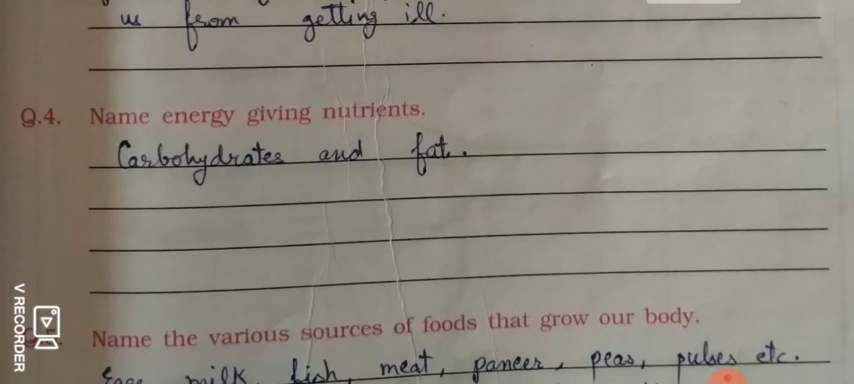 us from getting ill.
Q.4. Name energy giving nutrients.
Carbohydrates and fat.
Name the various sources of foods that grow our body.
milk, fish, meat, paneer, peas, pulses etc.
V RECORDER